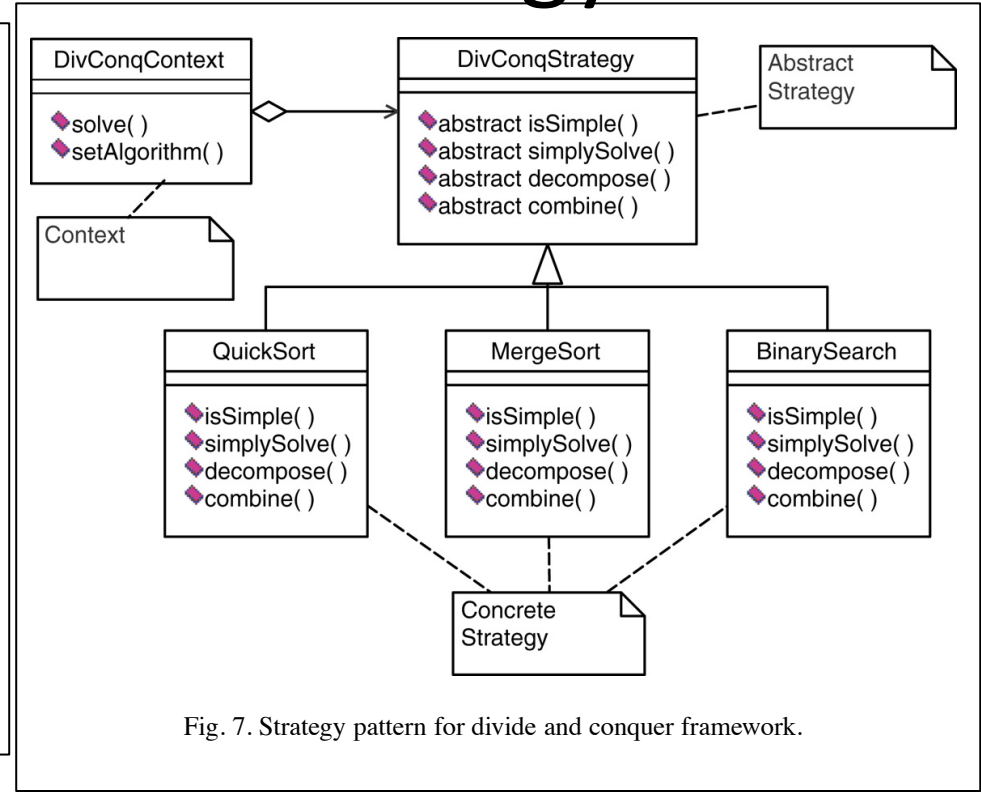 DivConqContext
solve( )
setAlgorithm( )
DivConqStrategy
abstract isSimple( )
abstract simplySolve( )
abstract decompose( )
abstract combine( )
Abstract
Strategy
Context
QuickSort
isSimple( )
simplySolve( )
decompose( )
combine( )
MergeSort
isSimple( )
simplySolve( )
decompose( )
combine( )
BinarySearch
isSimple( )
simplySolve( )
decompose( )
combine( )
Concrete
Strategy
Fig. 7. Strategy pattern for divide and conquer framework.